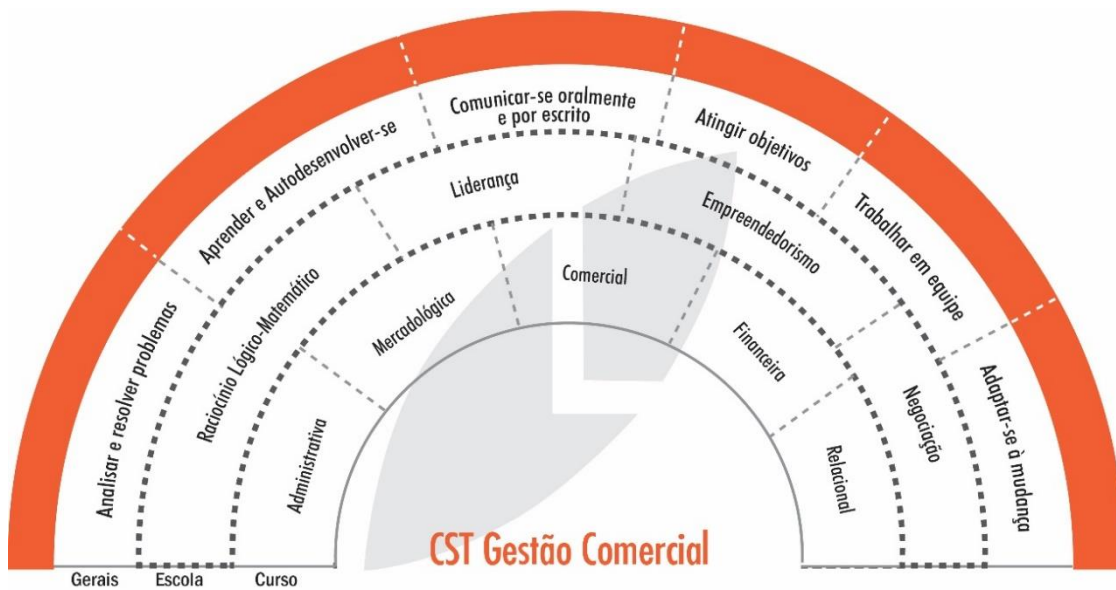 Analisar e resolver problemas
Aprender e Autodesenvolver-se
Comunicar-se oralmente
e por escrito
Atingir objetivos
Trabalhar em equipe
Adaptar-se à mudança
Raciocínio Lógico-Matemático
Liderança
Empreendedorismo
Negociação
Administrativa
Mercadológica
Comercial
Financeira
Relacional
CST Gestão Comercial
Gerais
Escola
Curso